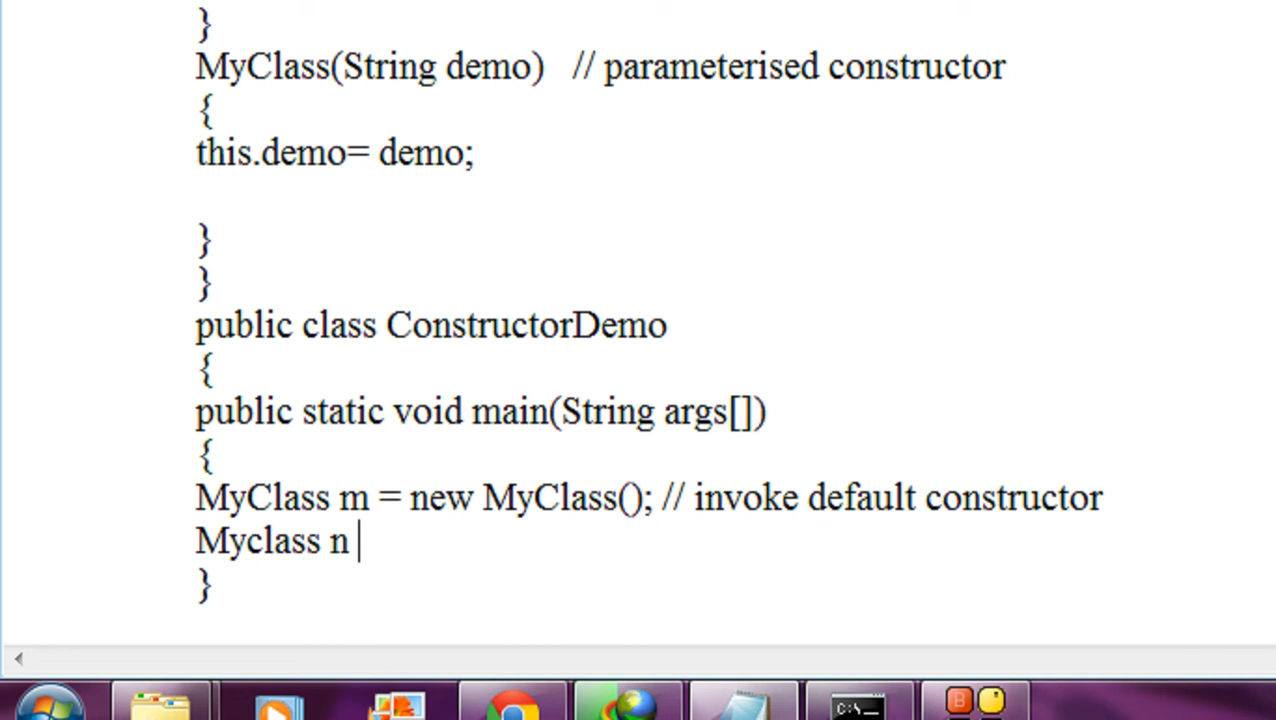 }
MyClass(String demo)   // parameterised constructor
{
this.demo= demo;
}
}
public class ConstructorDemo
{
public static void main(String args[])
{
MyClass m = new MyClass(); // invoke default constructor
Myclass n
}
C:\_
B